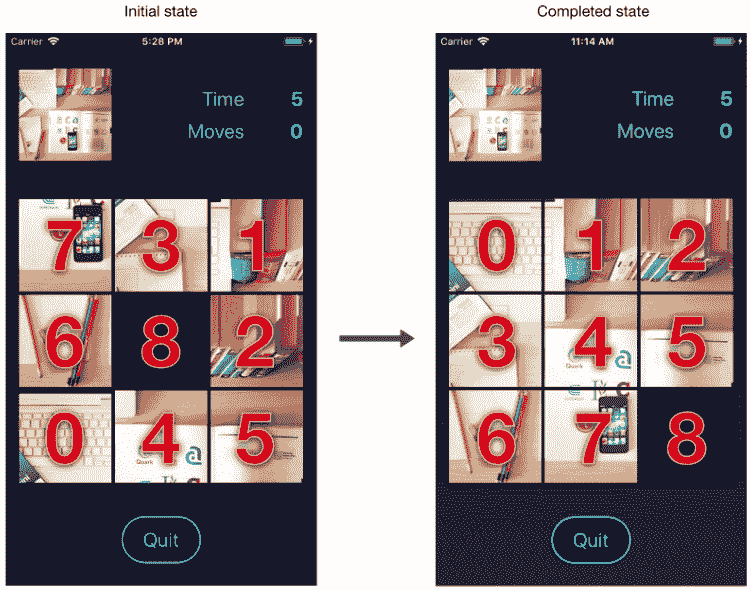 Initial state
Completed state
Carrier 5:28 PM
Time 5
Moves 0
7 3 1
6 8 2
0 4 5
Quark
Quit
Carrier 11:14 AM
Time 5
Moves 0
0 1 2
3 4 5
Quark
6 7 8
Quit